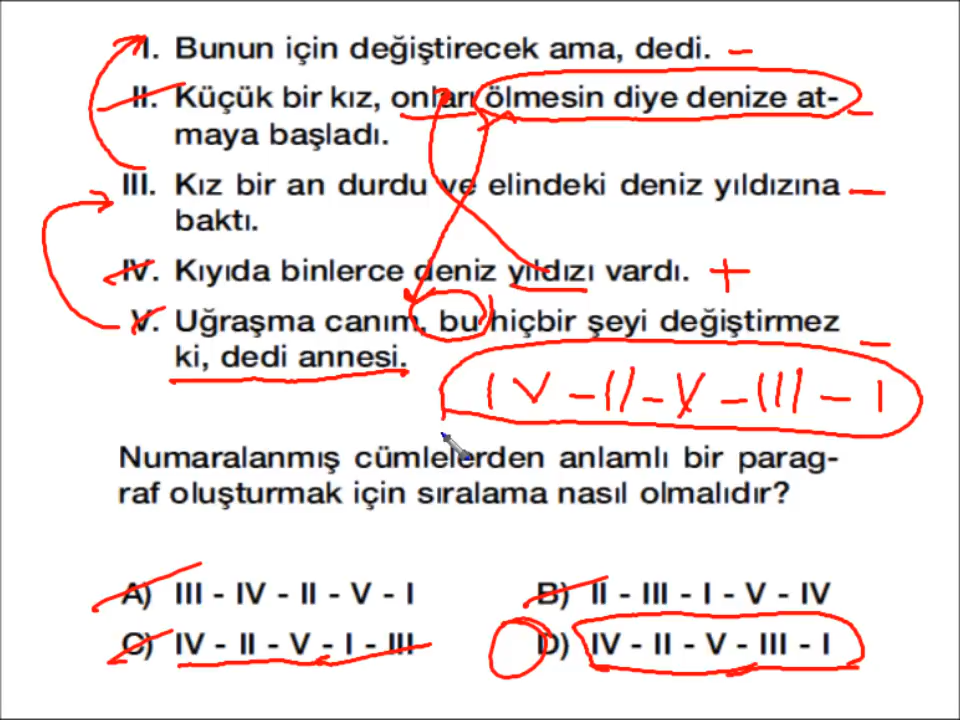 I. Bunun için değiştirecek ama, dedi.
II. Küçük bir kız, onları ölmesin diye denize at-
maya başladı.
III. Kız bir an durdu ve elindeki deniz yıldızına
baktı.
IV. Kıyıda binlerce deniz yıldızı vardı.
V. Uğraşma canım, bu hiçbir şeyi değiştirmez
ki, dedi annesi.
IV - II - V - III - I
Numaralanmış cümlelerden anlamlı bir parag-
raf oluşturmak için sıralama nasıl olmalıdır?
A) III - IV - II - V - I
B) II - III - I - V - IV
C) IV - II - V - I - III
D) IV - II - V - III - I